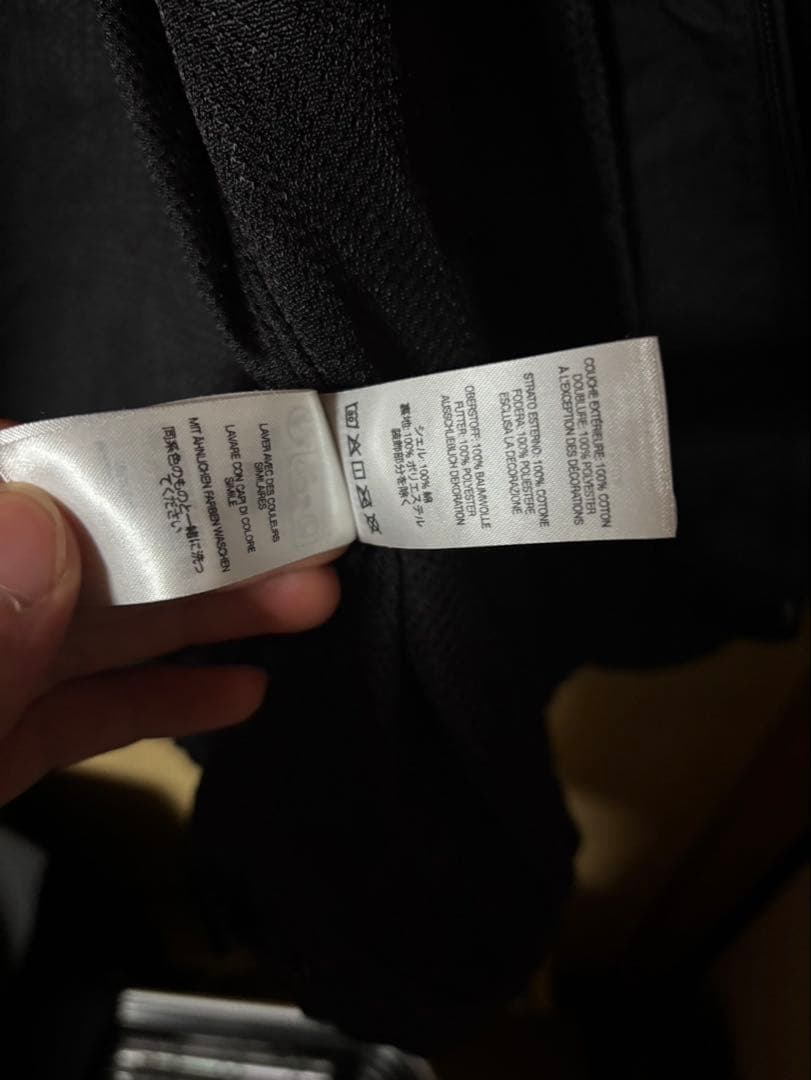 COUCHE EXTÉRIEURE: 100% COTON
DOUBLURE: 100% POLYESTER
A L'EXCEPTION DES DÉCORATIONS
STRATO ESTERNO: 100% COTONE
FODERA: 100% POLIESTERE
ESCLUSA LA DECORAZIONE
OBERSTOFF: 100% BAUMWOLLE
FUTTER: 100% POLYESTER
AUSSCHLIEßLICH DEKORATION
シェル: 100% 綿
裏地: 100% ポリエステル
装飾部分を除く
LAVER AVEC DES COULEURS
SIMILAIRES
LAVARE CON CAPI DI COLORE
SIMILE
MIT ÄHNLICHEN FARBEN WASCHEN
同系色のものと一緒に洗っ
てください